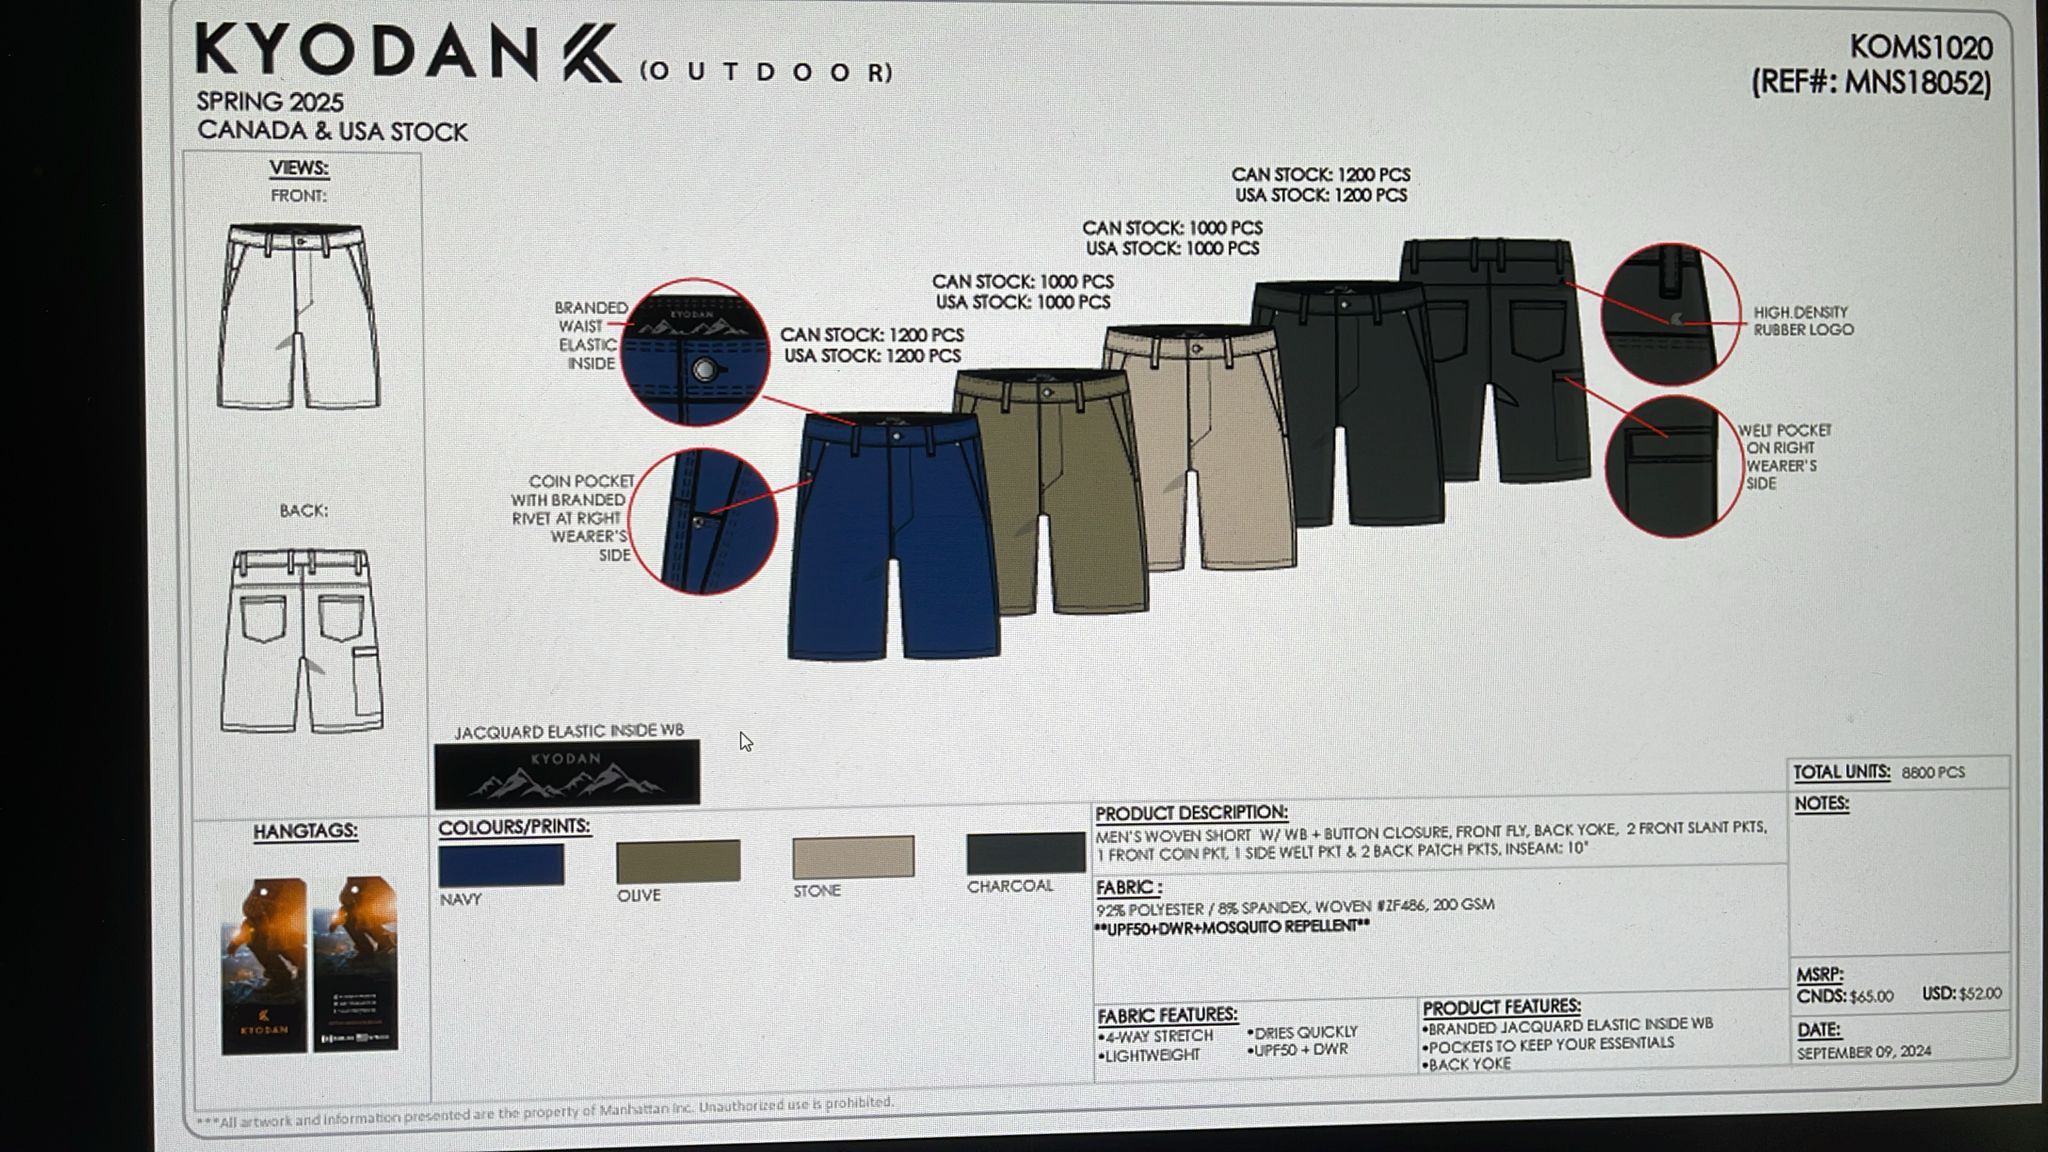 KYODAN (OUTDOOR)
SPRING 2025
CANADA & USA STOCK
KOMS1020
(REF#: MNS18052)
VIEWS:
FRONT:
BACK:
CAN STOCK: 1200 PCS
USA STOCK: 1200 PCS
CAN STOCK: 1000 PCS
USA STOCK: 1000 PCS
CAN STOCK: 1000 PCS
USA STOCK: 1000 PCS
CAN STOCK: 1200 PCS
USA STOCK: 1200 PCS
BRANDED
WAIST
ELASTIC
INSIDE
KYODAN
COIN POCKET
WITH BRANDED
RIVET AT RIGHT
WEARER'S
SIDE
HIGH DENSITY
RUBBER LOGO
WELT POCKET
ON RIGHT
WEARER'S
SIDE
JACQUARD ELASTIC INSIDE WB
KYODAN
HANGTAGS:
KYODAN
COLOURS/PRINTS:
NAVY
OLIVE
STONE
CHARCOAL
PRODUCT DESCRIPTION:
MEN'S WOVEN SHORT W/ WB + BUTTON CLOSURE, FRONT FLY, BACK YOKE, 2 FRONT SLANT PKTS,
1 FRONT COIN PKT, 1 SIDE WELT PKT & 2 BACK PATCH PKTS, INSEAM: 10"
FABRIC :
92% POLYESTER / 8% SPANDEX, WOVEN #ZF486, 200 GSM
**UPF50+DWR+MOSQUITO REPELLENT**
FABRIC FEATURES:
•4-WAY STRETCH
•LIGHTWEIGHT
•DRIES QUICKLY
•UPF50 + DWR
PRODUCT FEATURES:
•BRANDED JACQUARD ELASTIC INSIDE WB
•POCKETS TO KEEP YOUR ESSENTIALS
•BACK YOKE
TOTAL UNITS: 8800 PCS
NOTES:
MSRP:
CND$: $65.00 USD: $52.00
DATE:
SEPTEMBER 09, 2024
***All artwork and information presented are the property of Manhattan Inc. Unauthorized use is prohibited.